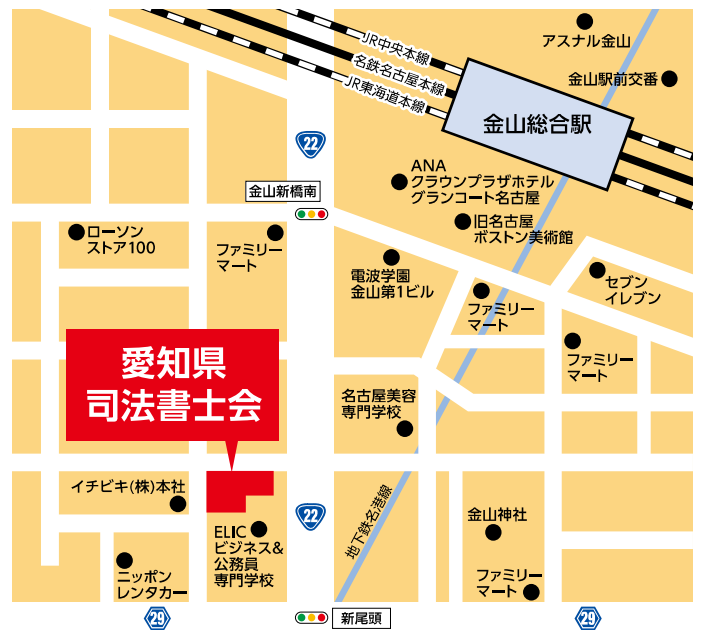 アスナル金山
JR中央本線
名鉄名古屋本線
JR東海道本線
金山駅前交番
金山総合駅
22
ANA
クラウンプラザホテル
グランコート名古屋
金山新橋南
旧名古屋
ボストン美術館
ローソン
ストア100
ファミリー
マート
電波学園
金山第1ビル
セブン
イレブン
ファミリー
マート
ファミリー
マート
愛知県
司法書士会
名古屋美容
専門学校
イチビキ(株)本社
22
地下鉄名港線
金山神社
ELIC
ビジネス&
公務員
専門学校
ニッポン
レンタカー
ファミリー
マート
29
新尾頭
29